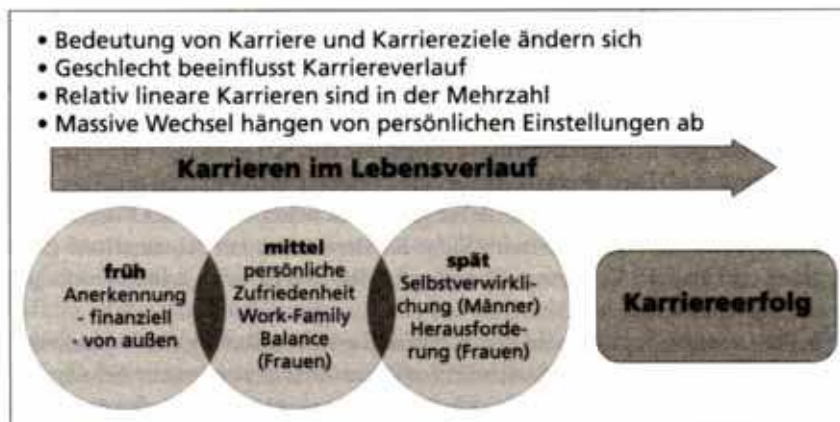 • Bedeutung von Karriere und Karriereziele ändern sich
• Geschlecht beeinflusst Karriereverlauf
• Relativ lineare Karrieren sind in der Mehrzahl
• Massive Wechsel hängen von persönlichen Einstellungen ab
Karrieren im Lebensverlauf
früh
Anerkennung
- finanziell
- von außen
mittel
persönliche
Zufriedenheit
Work-Family
Balance
(Frauen)
spät
Selbstverwirkli-
chung (Männer)
Herausforde-
rung (Frauen)
Karriereerfolg